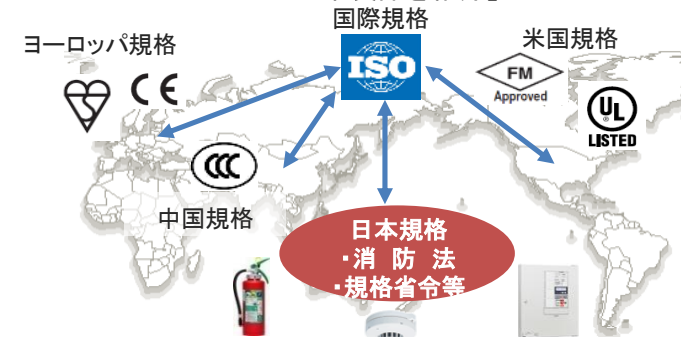 国際規格
ヨーロッパ規格
米国規格
ISO
FM
Approved
CE
UL
®
LISTED
CCC
中国規格
日本規格
・消 防 法
・規格省令等